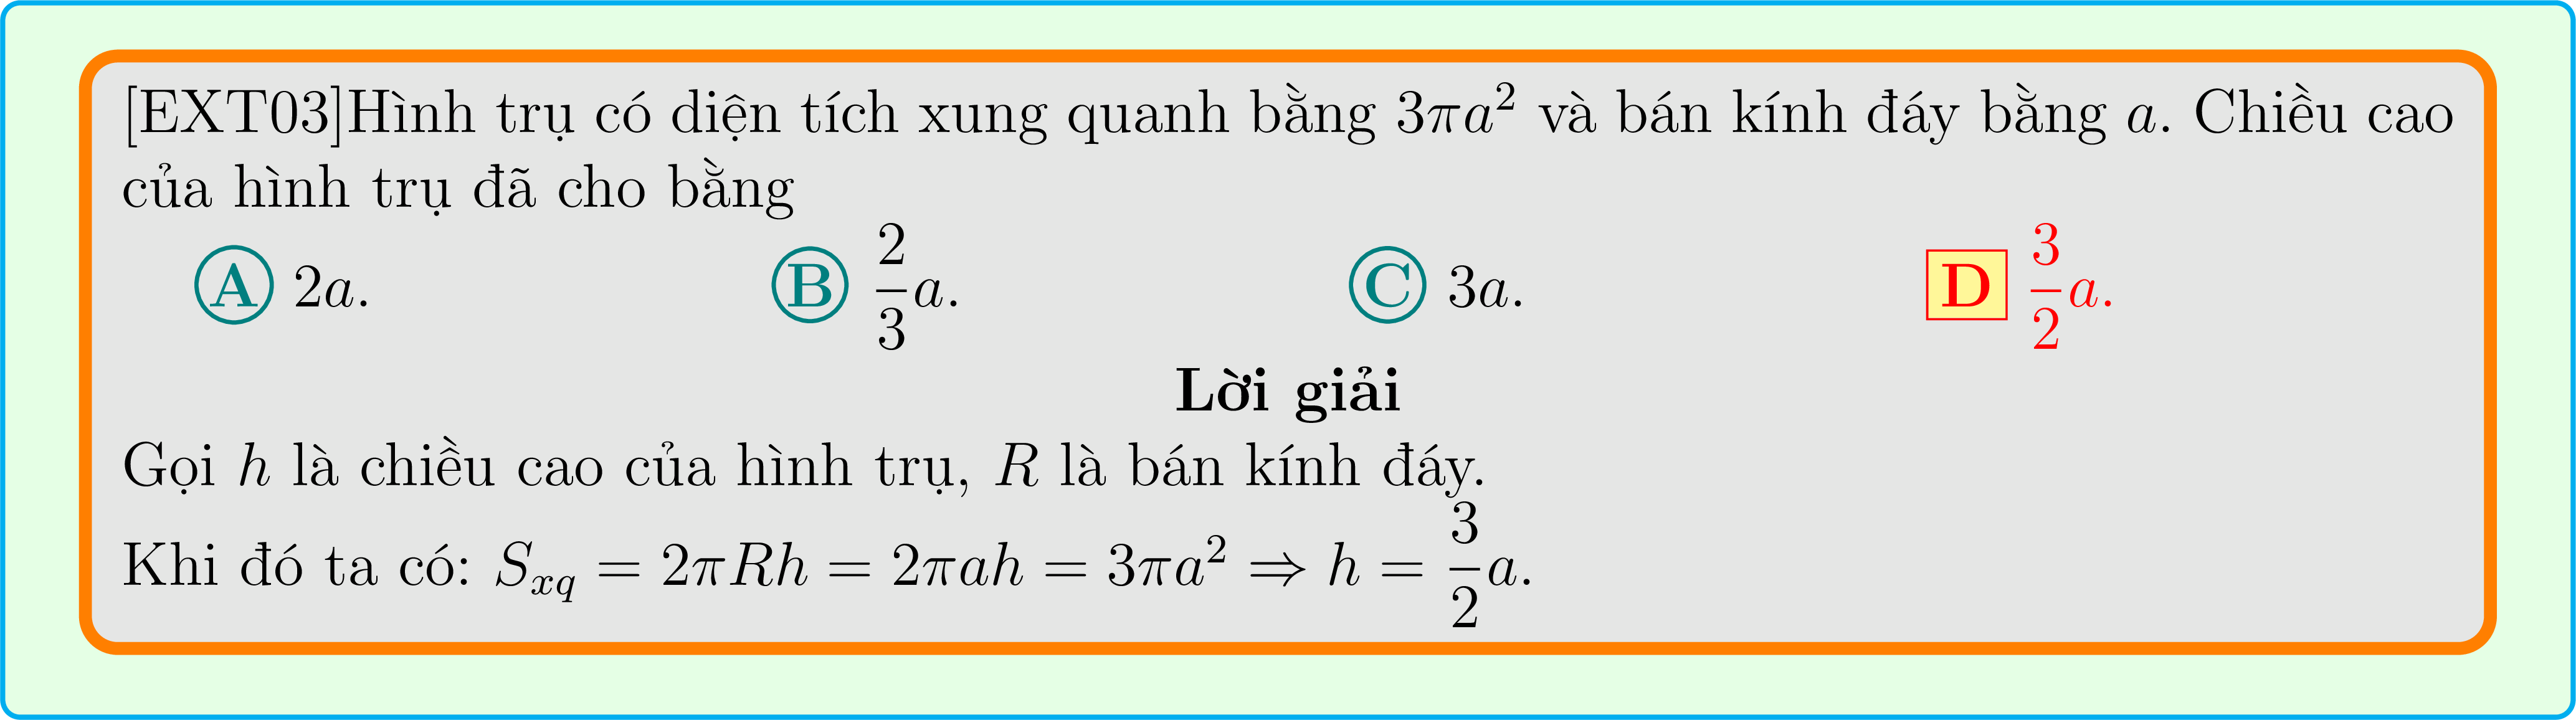 [EXT03]Hình trụ có diện tích xung quanh bằng $3\pi a^2$ và bán kính đáy bằng $a$. Chiều cao
của hình trụ đã cho bằng
A $2a$. B $\dfrac{2}{3}a$. C $3a$. D $\dfrac{3}{2}a$.
Lời giải
Gọi $h$ là chiều cao của hình trụ, $R$ là bán kính đáy.
Khi đó ta có: $S_{xq} = 2\pi Rh = 2\pi ah = 3\pi a^2 \Rightarrow h = \dfrac{3}{2}a$.